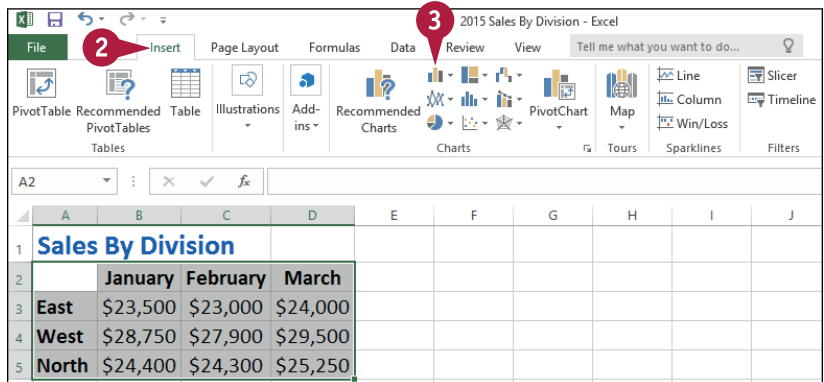 3
2015 Sales By Division - Excel
File 2 Insert Page Layout Formulas Data Review View Tell me what you want to do...
PivotTable Recommended PivotTables Table Illustrations Add-ins Recommended Charts PivotChart Map Line Column Win/Loss Slicer Timeline
Tables Charts Tours Sparklines Filters
A2 fx
A B C D E F G H I J
1 Sales By Division
2 January February March
3 East $23,500 $23,000 $24,000
4 West $28,750 $27,900 $29,500
5 North $24,400 $24,300 $25,250